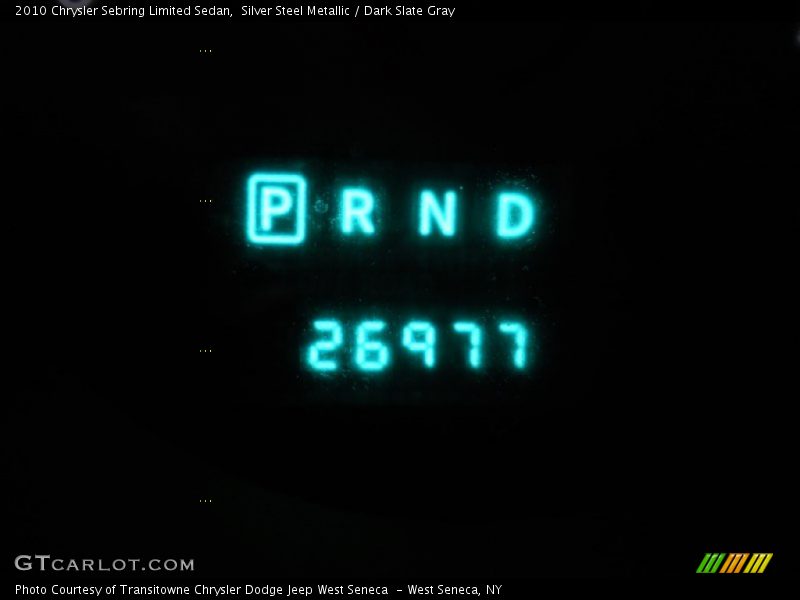 2010 Chrysler Sebring Limited Sedan,  Silver Steel Metallic / Dark Slate Gray
...
...
P R N D
26977
...
...
GTCARLOT.COM
Photo Courtesy of Transitowne Chrysler Dodge Jeep West Seneca  - West Seneca, NY